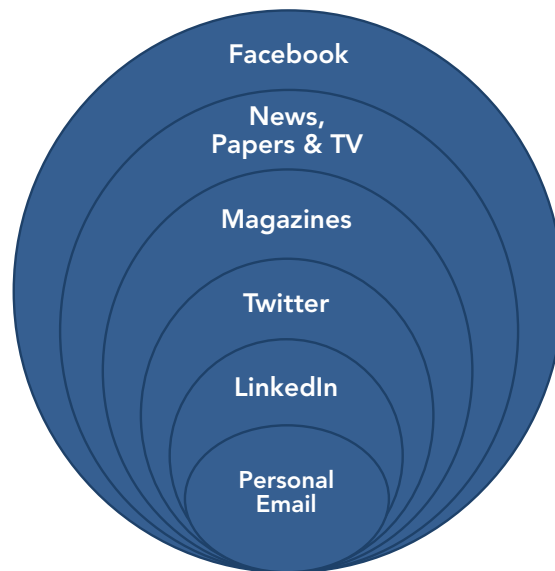 Facebook
News,
Papers & TV
Magazines
Twitter
LinkedIn
Personal
Email